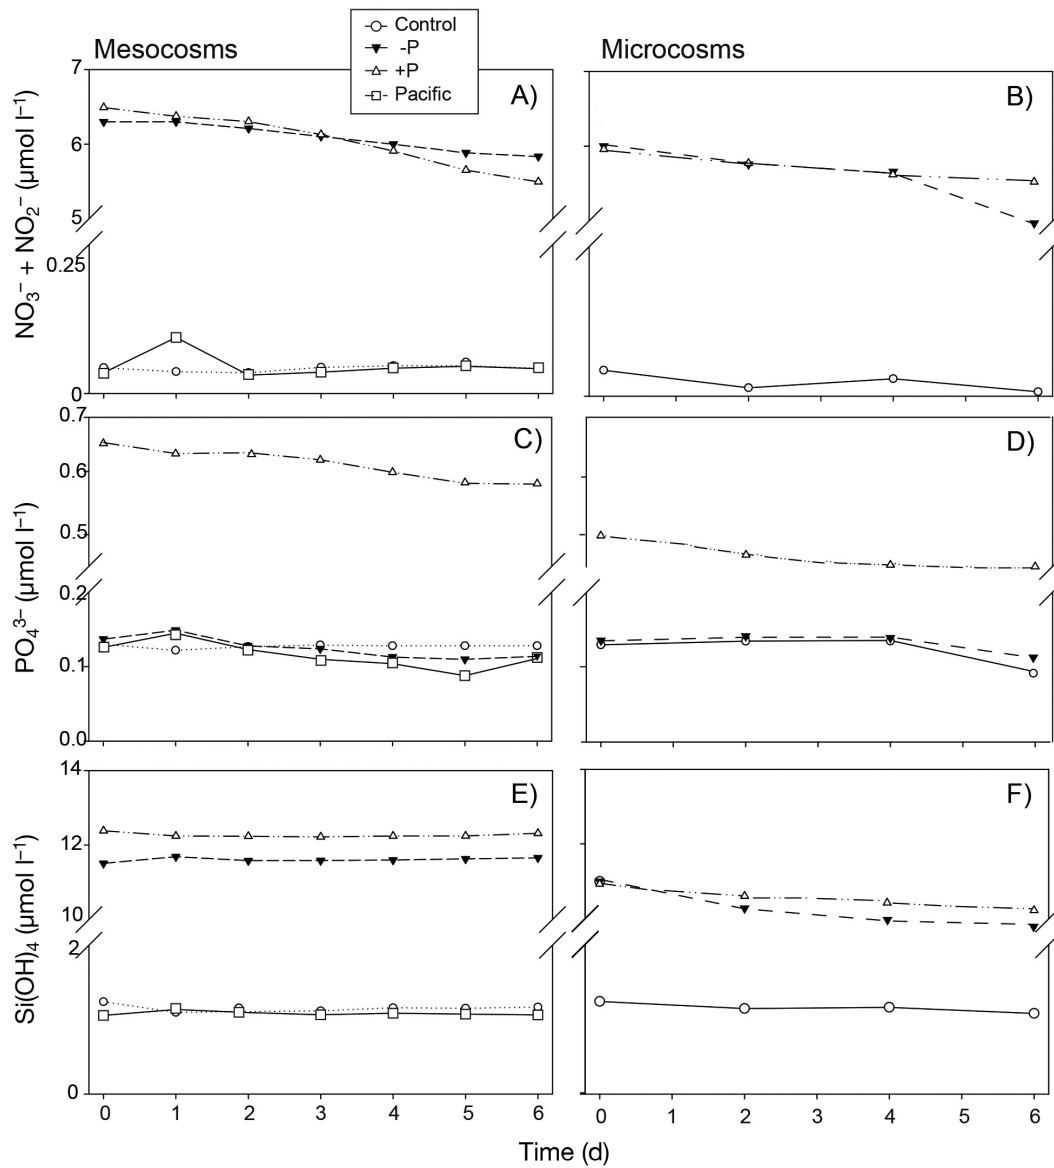 Control
-P
+P
Pacific
Mesocosms
Microcosms
A)
B)
7
6
5
0.25
0
NO₃⁻ + NO₂⁻ (µmol l⁻¹)
C)
D)
0.7
0.6
0.5
0.2
0.1
0.0
PO₄³⁻ (µmol l⁻¹)
E)
F)
14
12
10
2
0
Si(OH)₄ (µmol l⁻¹)
0 1 2 3 4 5 6
0 1 2 3 4 5 6
Time (d)